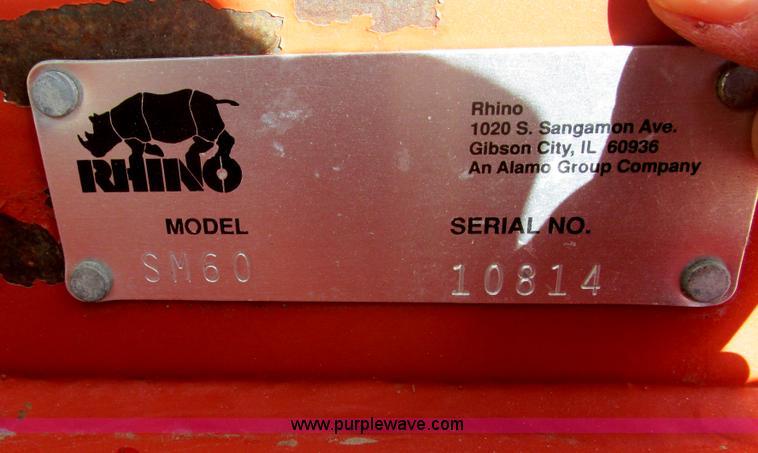 RHINO
Rhino
1020 S. Sangamon Ave.
Gibson City, IL 60936
An Alamo Group Company
MODEL
SERIAL NO.
SM60
10814
www.purplewave.com